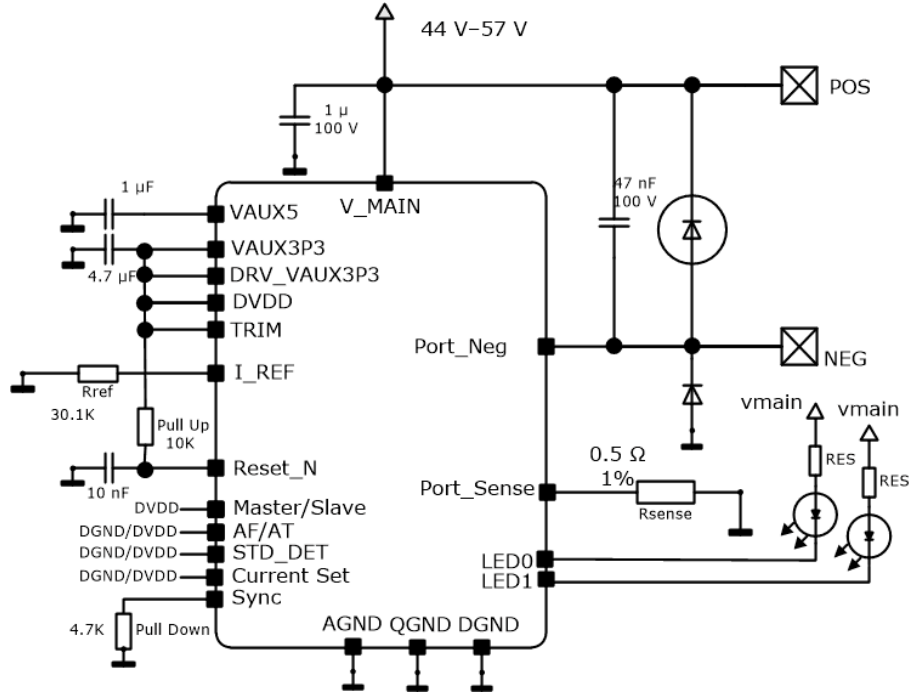 44 V–57 V
POS
1 µ
100 V
47 nF
100 V
V_MAIN
1 µF
VAUX5
VAUX3P3
4.7 µF
DRV_VAUX3P3
DVDD
TRIM
Port_Neg
NEG
I_REF
Rref
30.1K
vmain
vmain
Pull Up
10K
RES
RES
Reset_N
10 nF
0.5 Ω
1%
Port_Sense
Rsense
DVDD
Master/Slave
DGND/DVDD
AF/AT
DGND/DVDD
STD_DET
DGND/DVDD
Current Set
LED0
LED1
Sync
4.7K
Pull Down
AGND
QGND
DGND